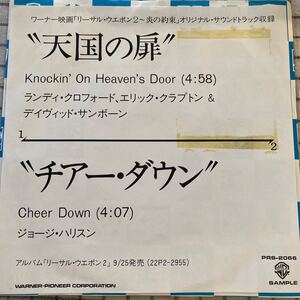 ワーナー映画「リーサル・ウエポン2〜炎の約束」オリジナル・サウンドトラック収録
"天国の扉"
Knockin' On Heaven's Door (4:58)
ランディ・クロフォード、エリック・クラプトン &
デイヴィッド・サンボーン
1
2
"チアー・ダウン"
Cheer Down (4:07)
ジョージ・ハリスン
アルバム「リーサル・ウエポン2」9/25発売 (22P2-2955)
WARNER-PIONEER CORPORATION
PRS-2066
SAMPLE